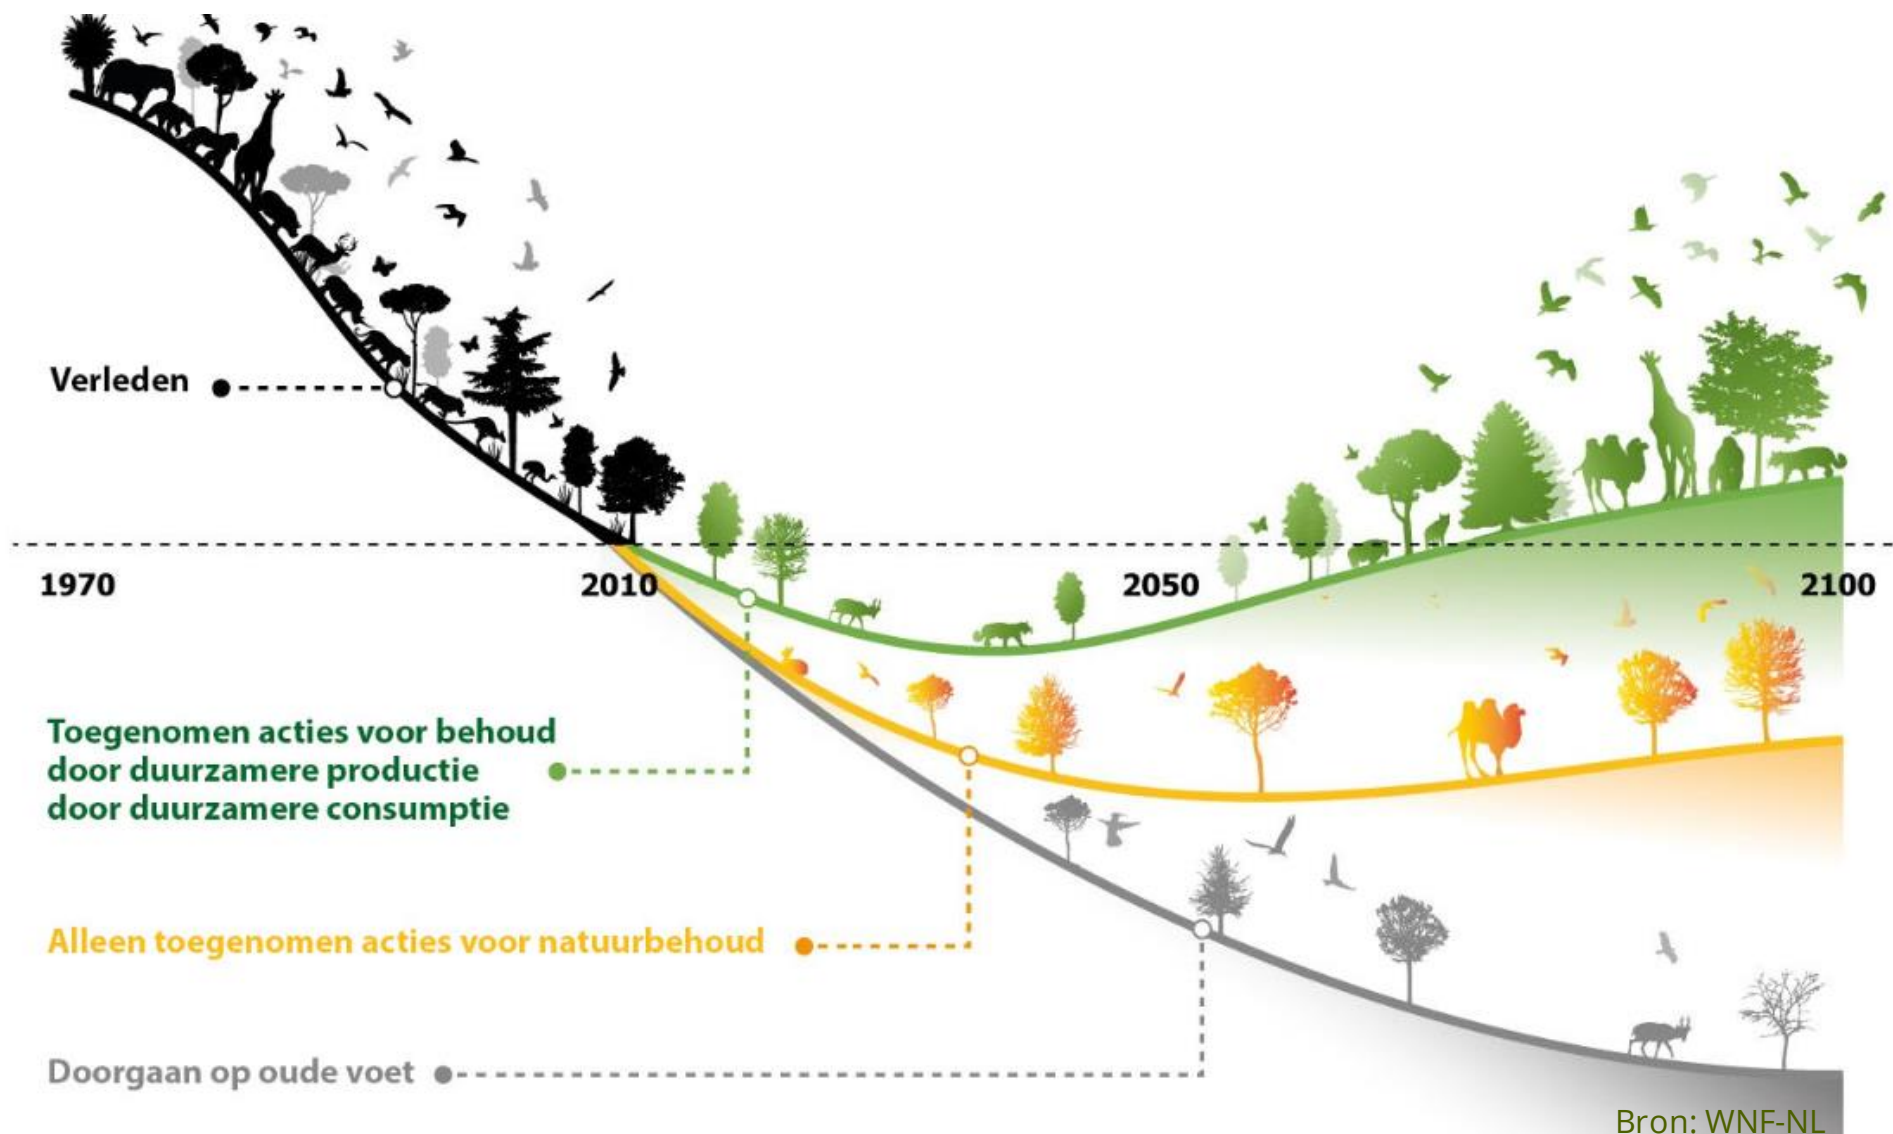 Verleden
1970
2010
2050
2100
Toegenomen acties voor behoud
door duurzamere productie
door duurzamere consumptie
Alleen toegenomen acties voor natuurbehoud
Doorgaan op oude voet
Bron: WNF-NL